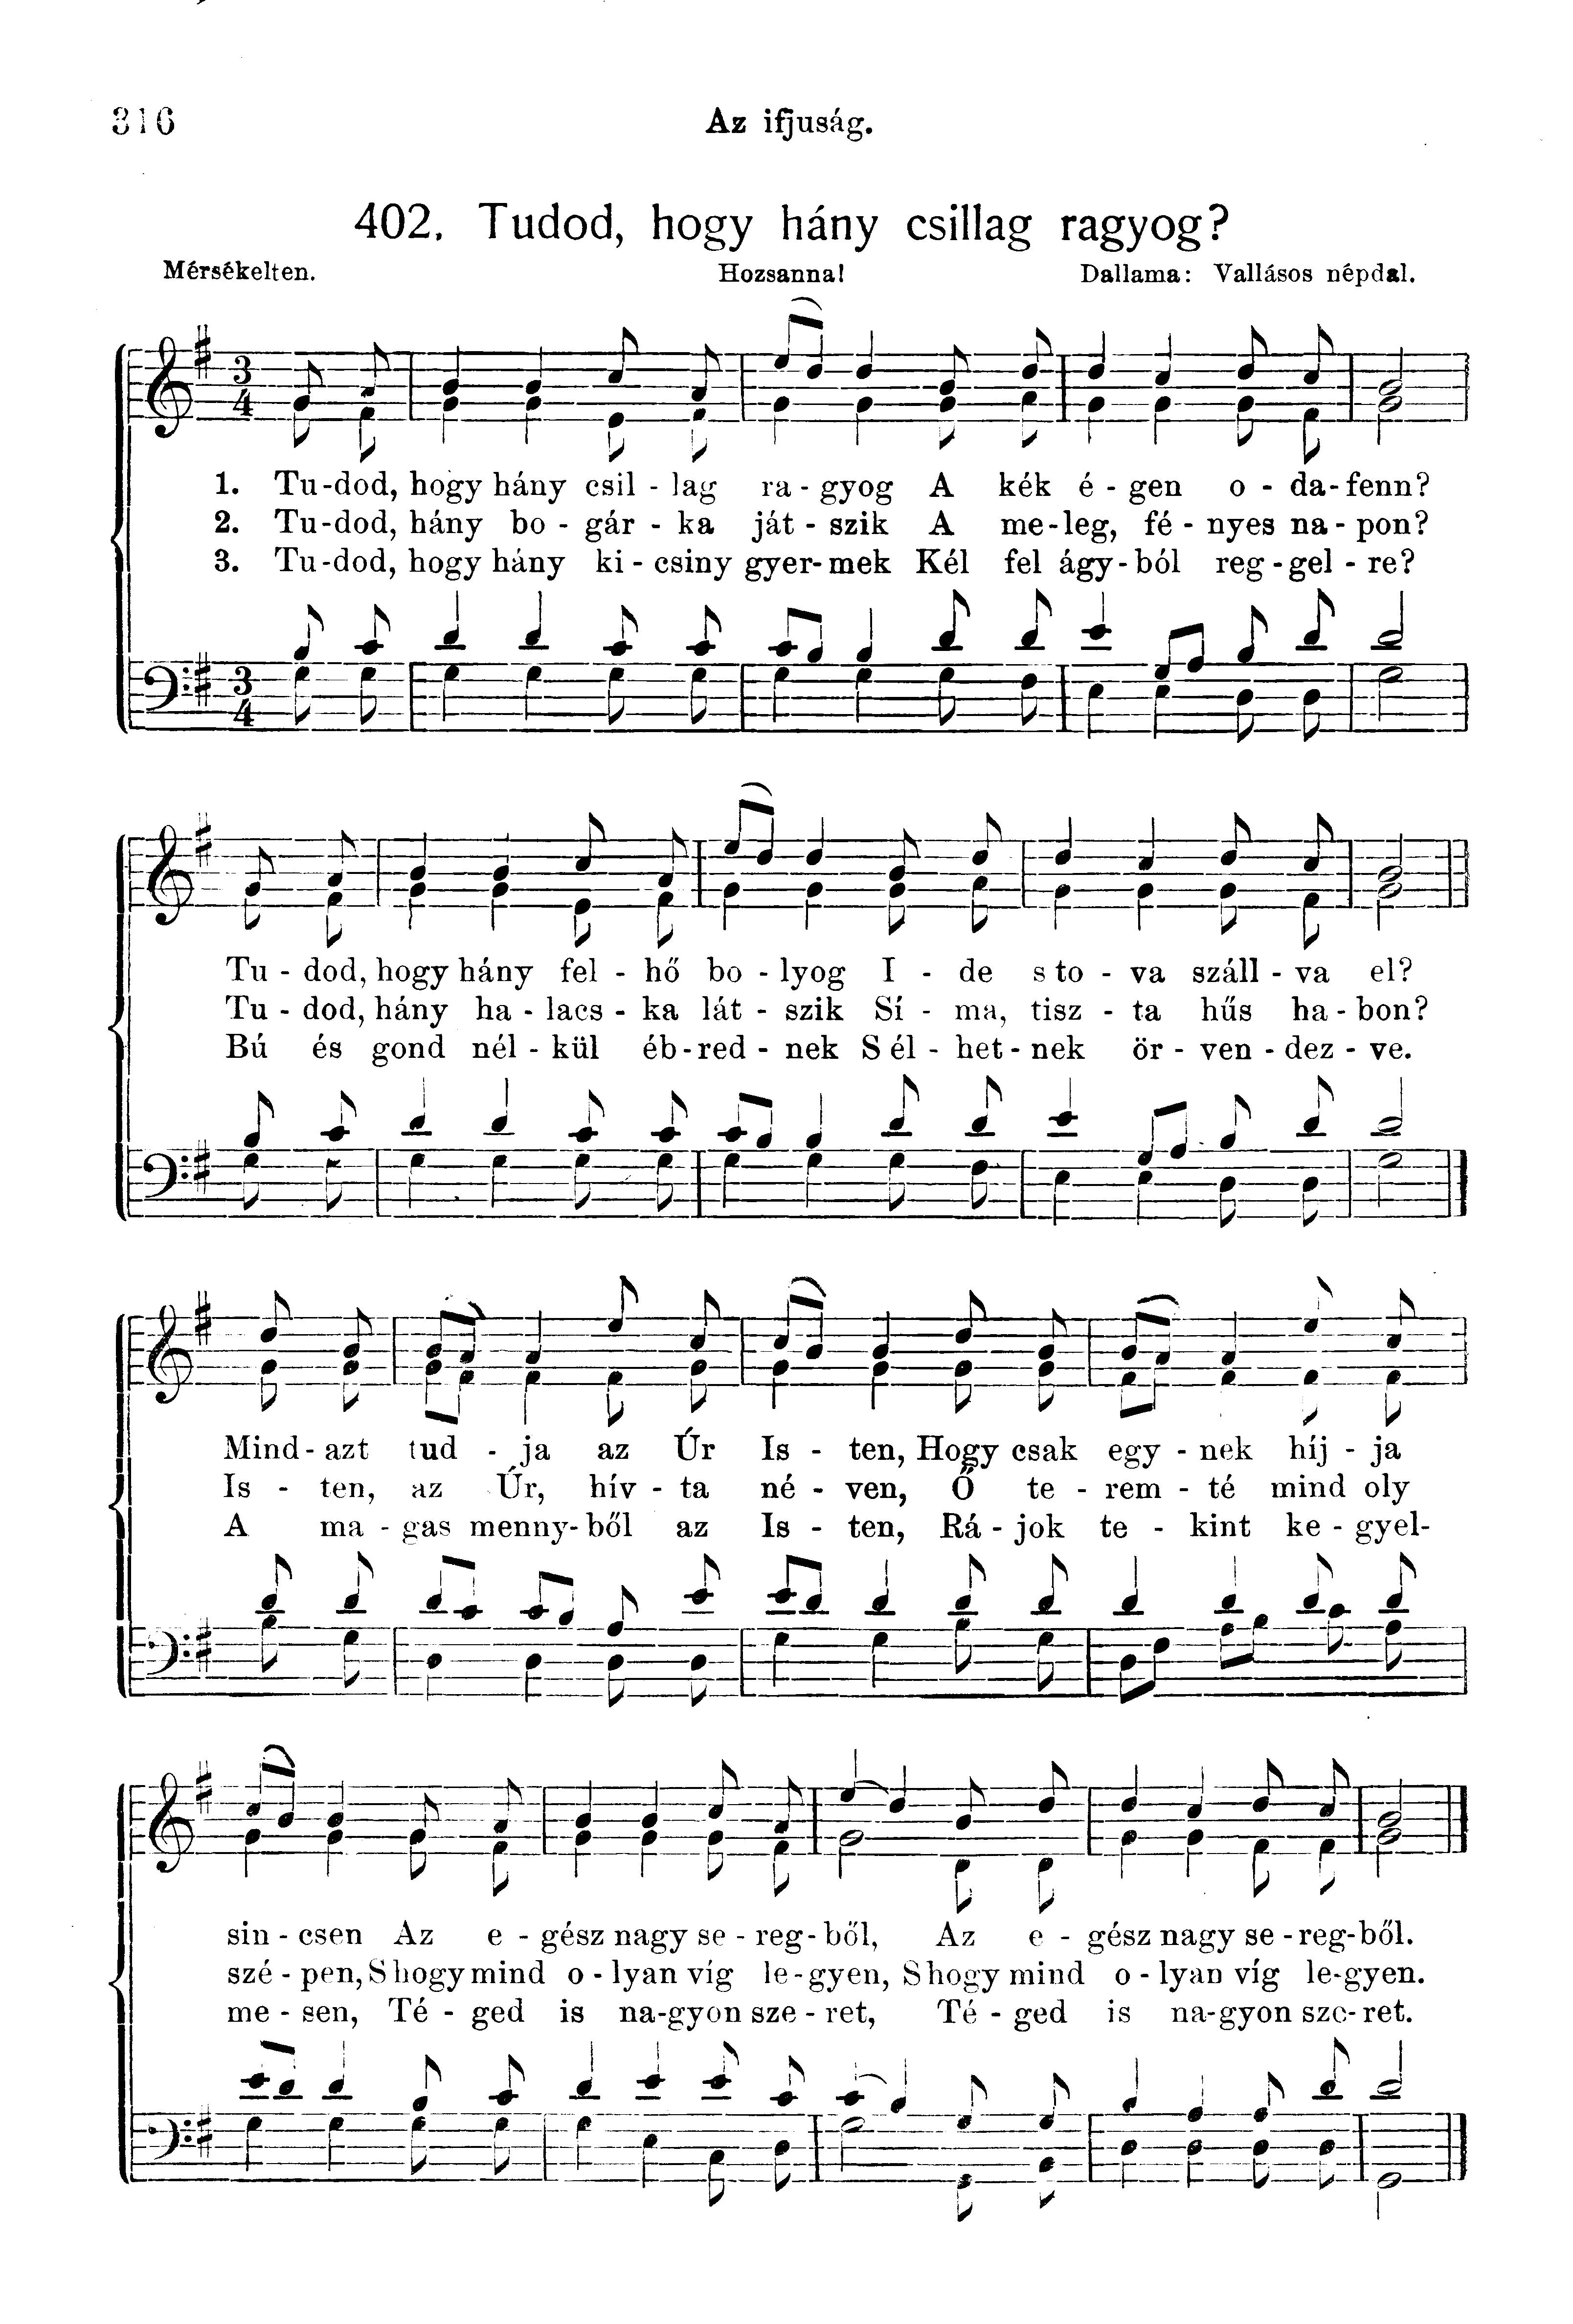 316
Az ifjuság.
402. Tudod, hogy hány csillag ragyog?
Mérsékelten. Hozsanna! Dallama: Vallásos népdal.
3
4
1. Tu-dod, hogy hány csil - lag ra - gyog A kék é - gen o - da-fenn?
2. Tu-dod, hány bo - gár - ka ját - szik A me-leg, fé - nyes na - pon?
3. Tu-dod, hogy hány ki - csiny gyer-mek Kél fel ágy-ból reg-gel - re?
3
4
Tu - dod, hogy hány fel - hő bo - lyog I - de s to - va száll - va el?
Tu - dod, hány ha - lacs - ka lát - szik Sí - ma, tisz - ta hűs ha-bon?
Bú és gond nél - kül éb-red - nek S él - het-nek ör - ven - dez - ve.
Mind-azt tud - ja az Úr Is - ten, Hogy csak egy - nek híj - ja
Is - ten, az Úr, hív - ta né - ven, Ő te - rem - té mind oly
A ma - gas menny-ből az Is - ten, Rá - jok te - kint ke - gyel-
sin - csen Az e - gész nagy se - reg-ből, Az e - gész nagy se-reg-ből.
szé - pen, S hogy mind o - lyan víg le-gyen, S hogy mind o - lyan víg le-gyen.
me - sen, Té - ged is na-gyon sze - ret, Té - ged is na-gyon sze-ret.